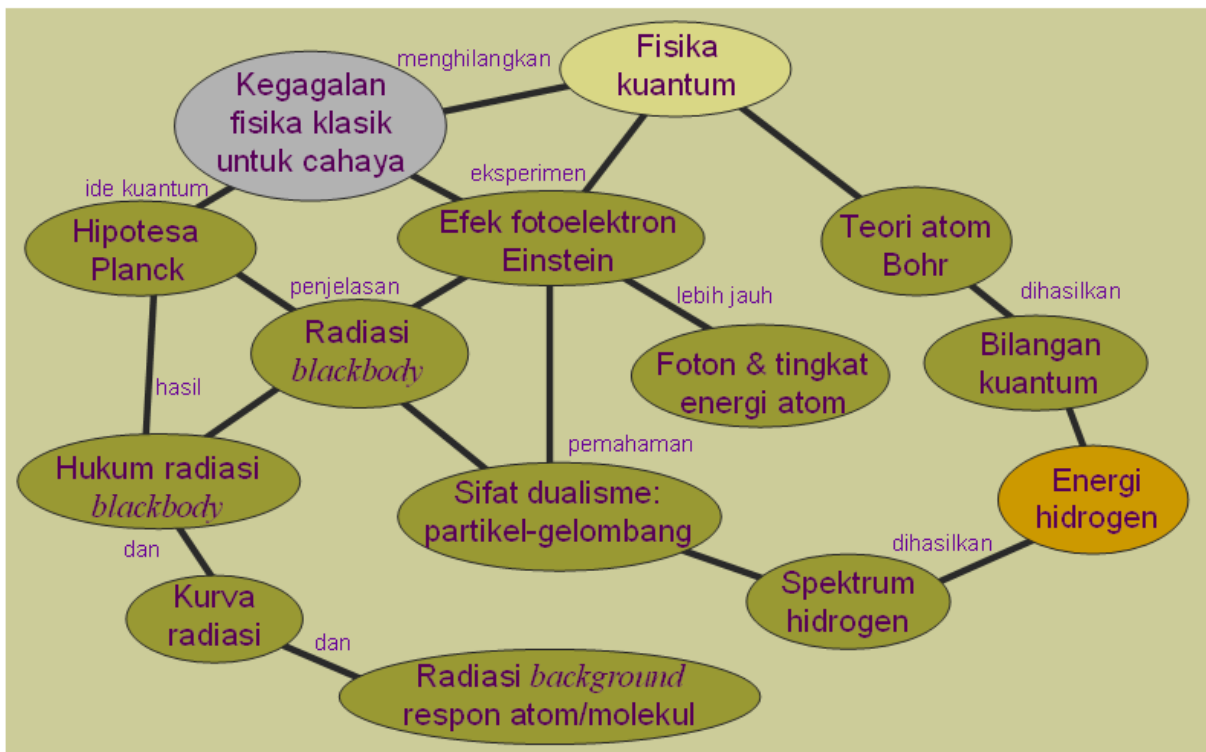 Fisika
kuantum
menghilangkan
Kegagalan
fisika klasik
untuk cahaya
ide kuantum
eksperimen
Hipotesa
Planck
Efek fotoelektron
Einstein
Teori atom
Bohr
penjelasan
lebih jauh
dihasilkan
Radiasi
blackbody
Foton & tingkat
energi atom
Bilangan
kuantum
hasil
pemahaman
Hukum radiasi
blackbody
Sifat dualisme:
partikel-gelombang
Energi
hidrogen
dan
dihasilkan
Kurva
radiasi
Spektrum
hidrogen
dan
Radiasi background
respon atom/molekul